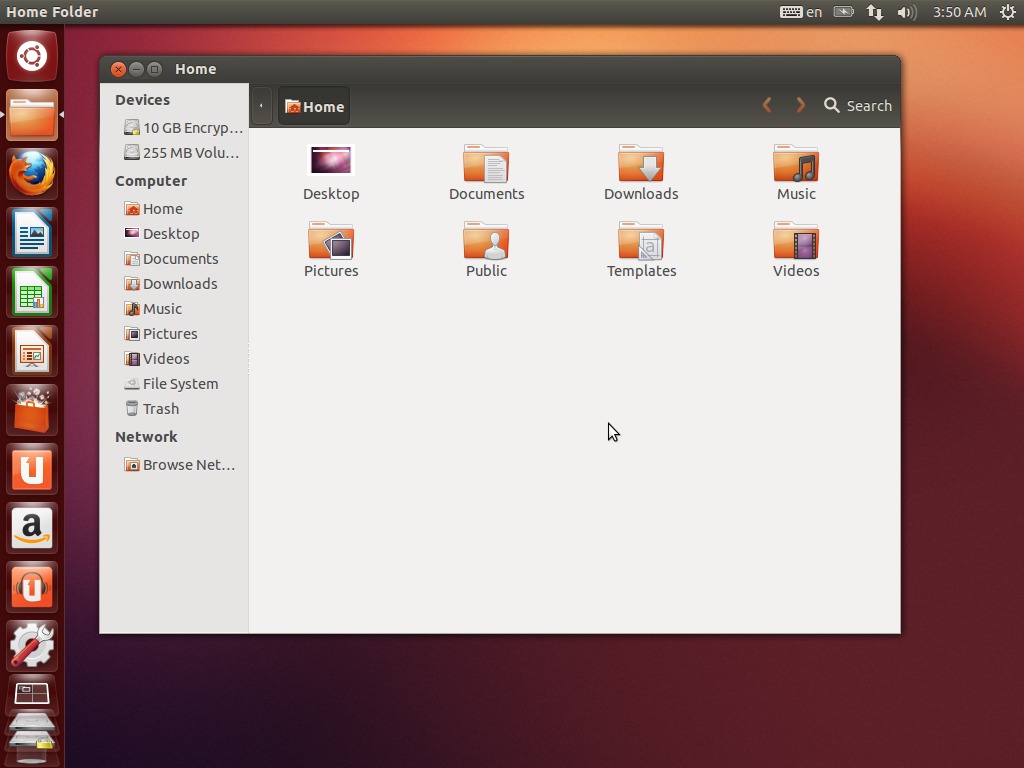 Home Folder
en
3:50 AM
Home
Devices
10 GB Encryp...
255 MB Volu...
Computer
Home
Desktop
Documents
Downloads
Music
Pictures
Videos
File System
Trash
Network
Browse Net...
Home
Search
Desktop
Documents
Downloads
Music
Pictures
Public
Templates
Videos